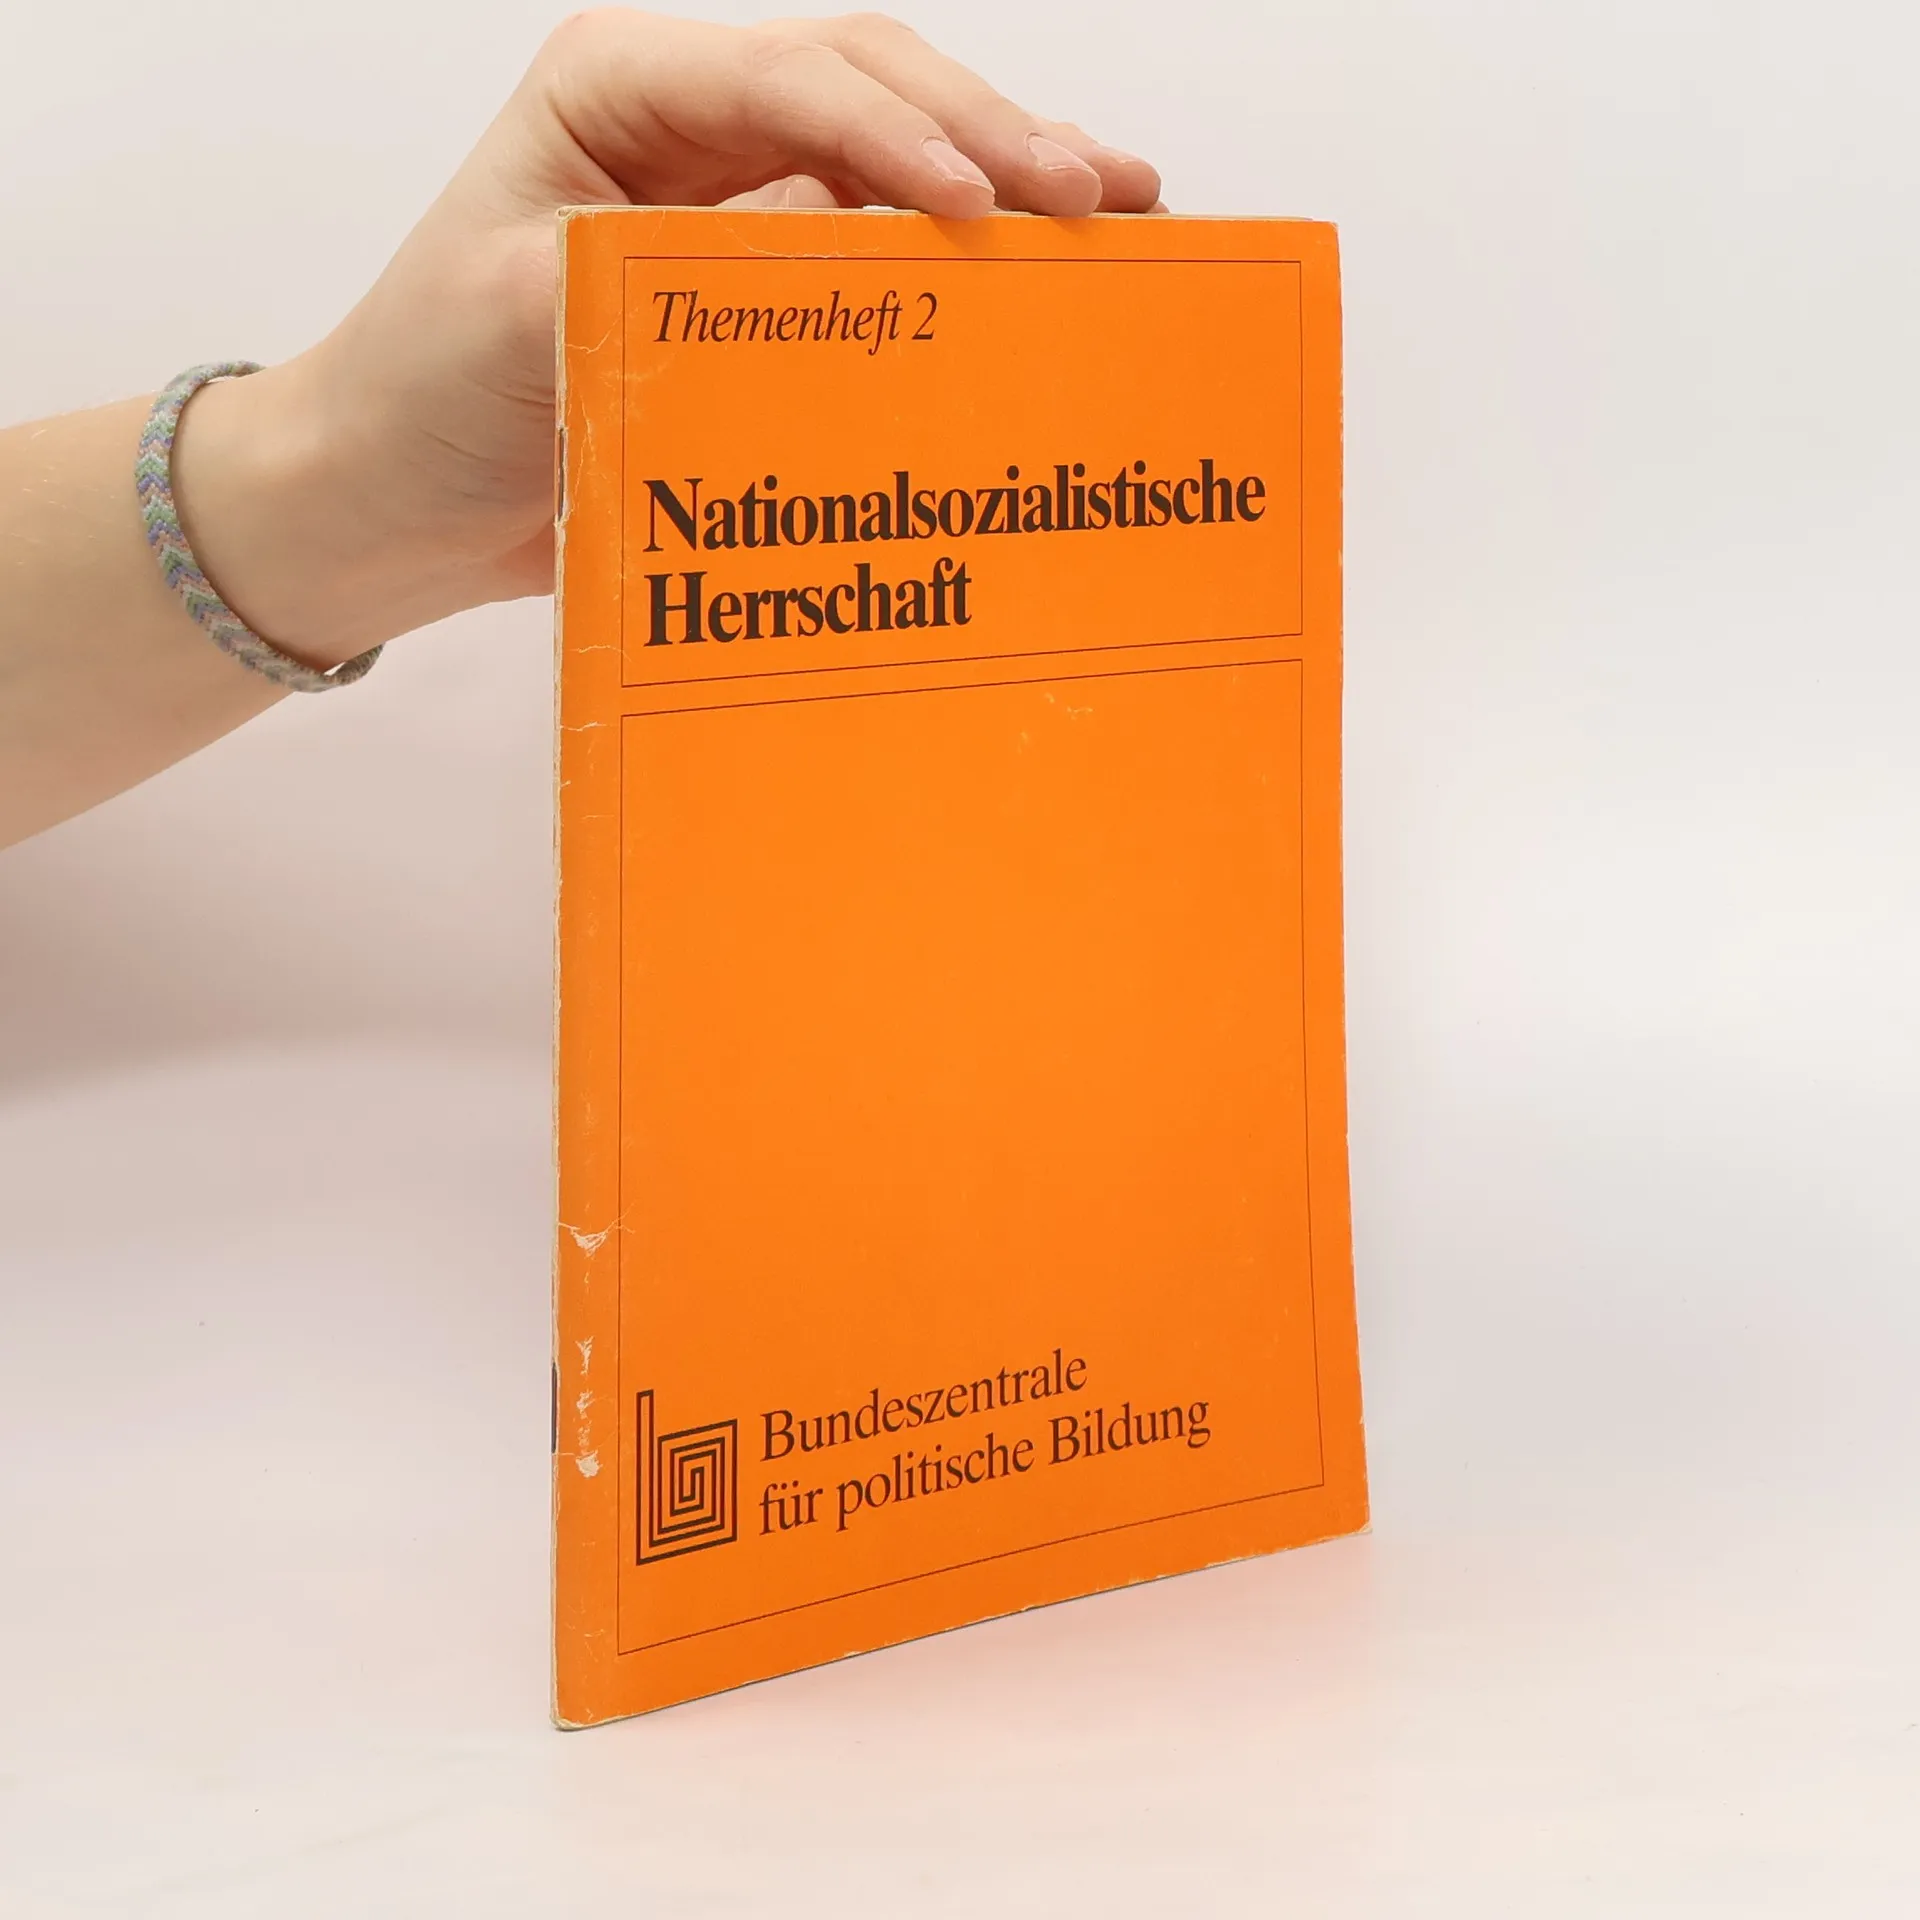 Themenheft 2
Nationalsozialistische
Herrschaft
Bundeszentrale
für politische Bildung